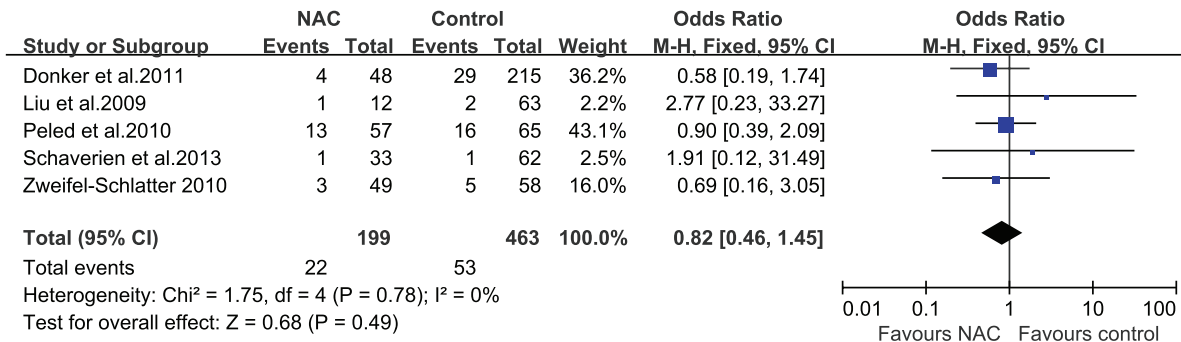 NAC Control Odds Ratio Odds Ratio
Study or Subgroup Events Total Events Total Weight M-H, Fixed, 95% CI M-H, Fixed, 95% CI
Donker et al.2011 4 48 29 215 36.2% 0.58 [0.19, 1.74]
Liu et al.2009 1 12 2 63 2.2% 2.77 [0.23, 33.27]
Peled et al.2010 13 57 16 65 43.1% 0.90 [0.39, 2.09]
Schaverien et al.2013 1 33 1 62 2.5% 1.91 [0.12, 31.49]
Zweifel-Schlatter 2010 3 49 5 58 16.0% 0.69 [0.16, 3.05]
Total (95% CI) 199 463 100.0% 0.82 [0.46, 1.45]
Total events 22 53
Heterogeneity: Chi² = 1.75, df = 4 (P = 0.78); I² = 0%
Test for overall effect: Z = 0.68 (P = 0.49)
0.01 0.1 1 10 100
Favours NAC Favours control